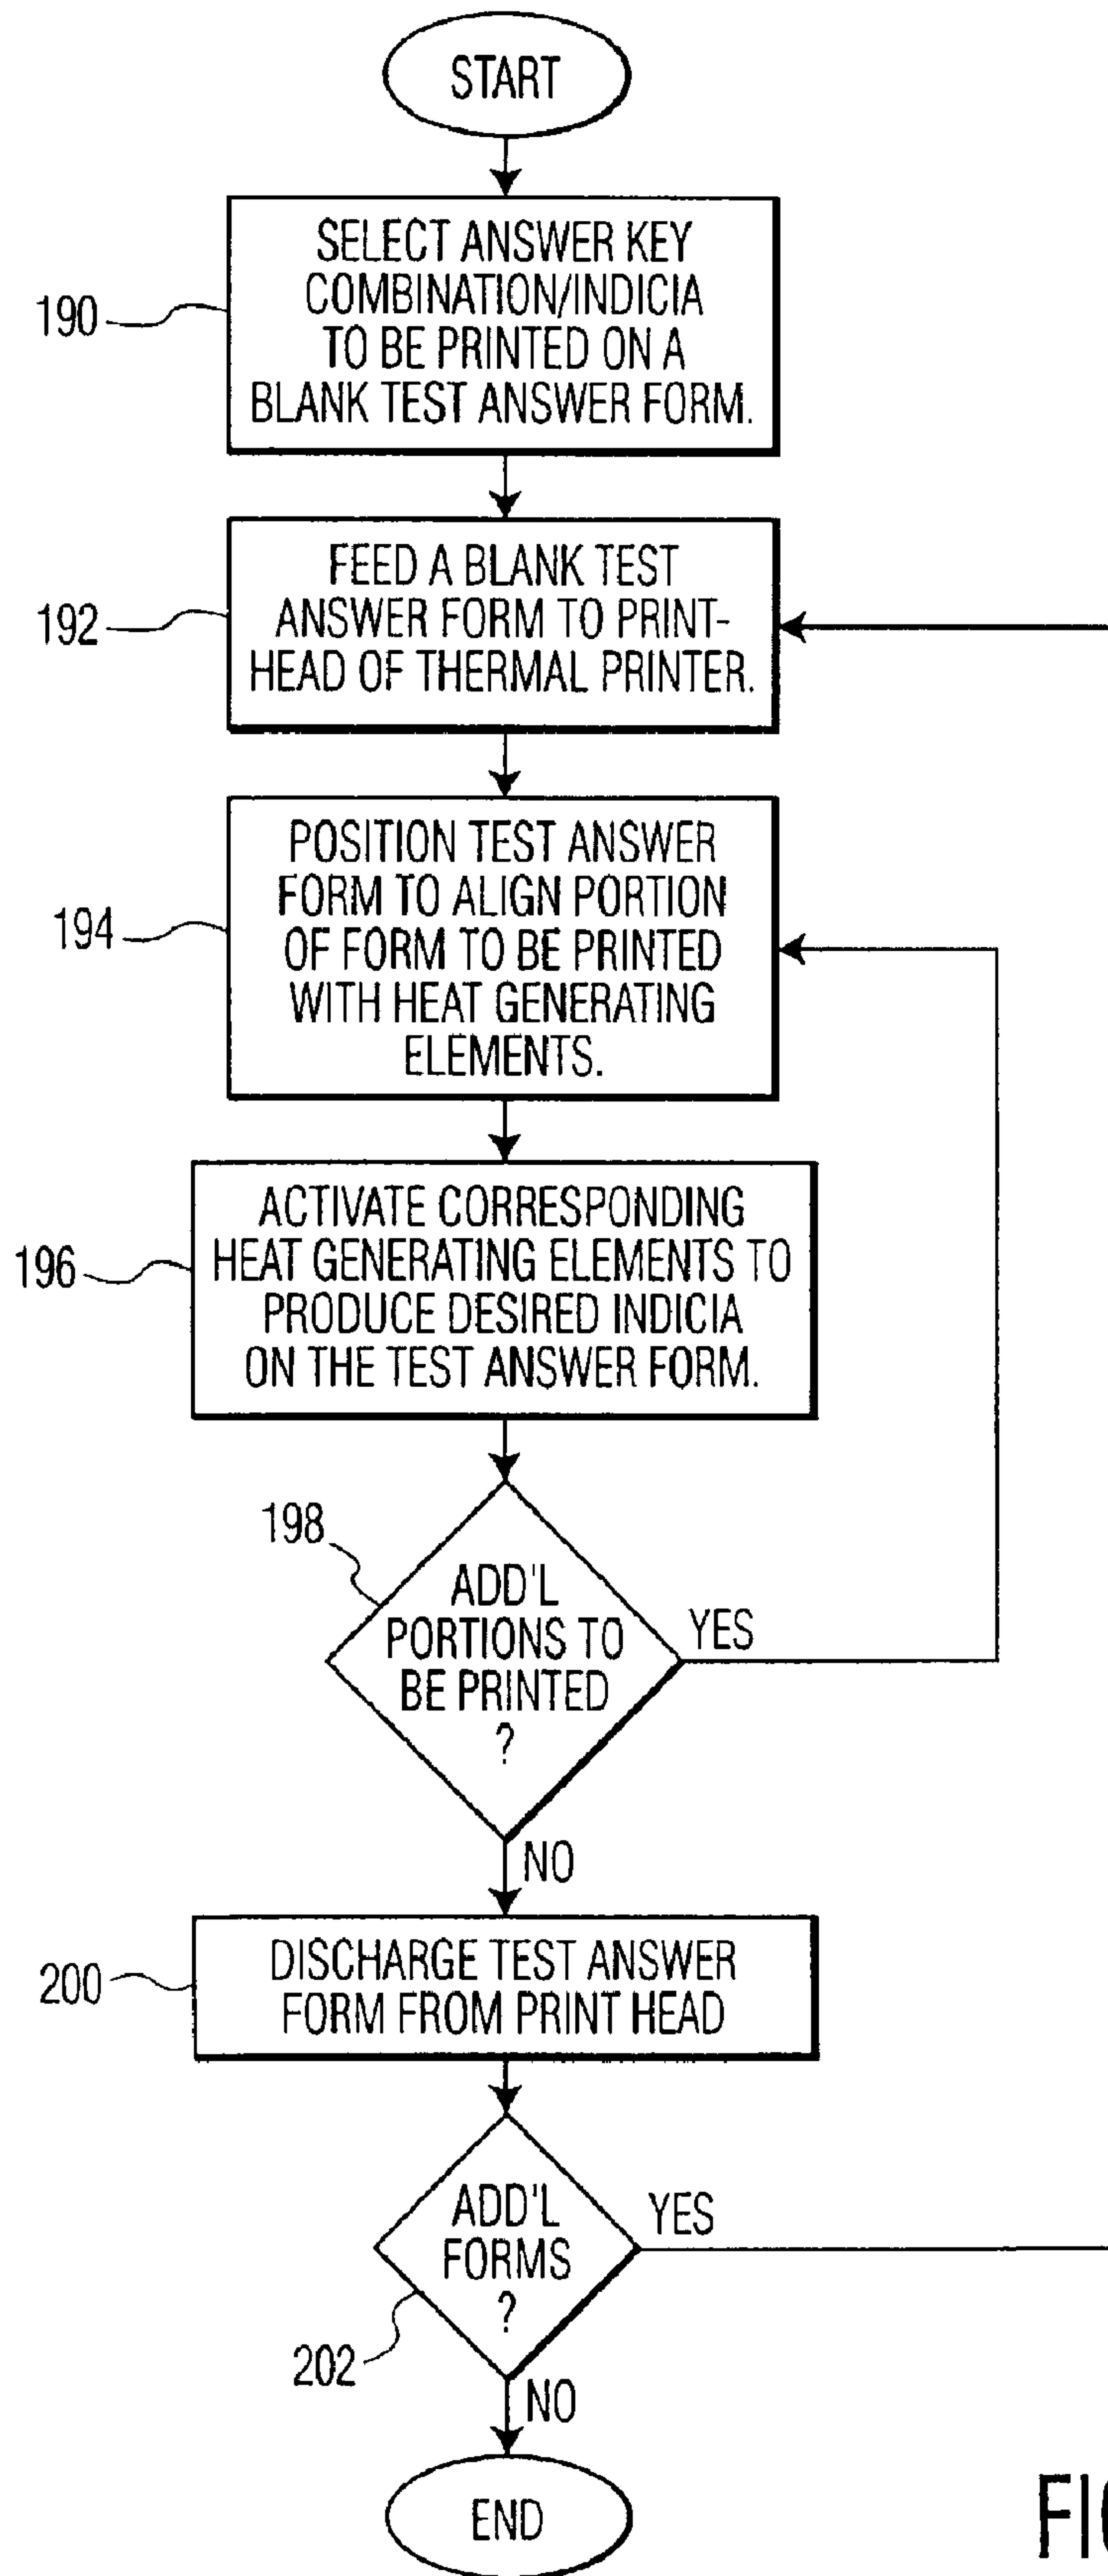 START
190
SELECT ANSWER KEY
COMBINATION/INDICIA
TO BE PRINTED ON A
BLANK TEST ANSWER FORM.
192
FEED A BLANK TEST
ANSWER FORM TO PRINT-
HEAD OF THERMAL PRINTER.
194
POSITION TEST ANSWER
FORM TO ALIGN PORTION
OF FORM TO BE PRINTED
WITH HEAT GENERATING
ELEMENTS.
196
ACTIVATE CORRESPONDING
HEAT GENERATING ELEMENTS TO
PRODUCE DESIRED INDICIA
ON THE TEST ANSWER FORM.
198
ADD'L
PORTIONS TO
BE PRINTED
?
YES
NO
200
DISCHARGE TEST ANSWER
FORM FROM PRINT HEAD
202
ADD'L
FORMS
?
YES
NO
END